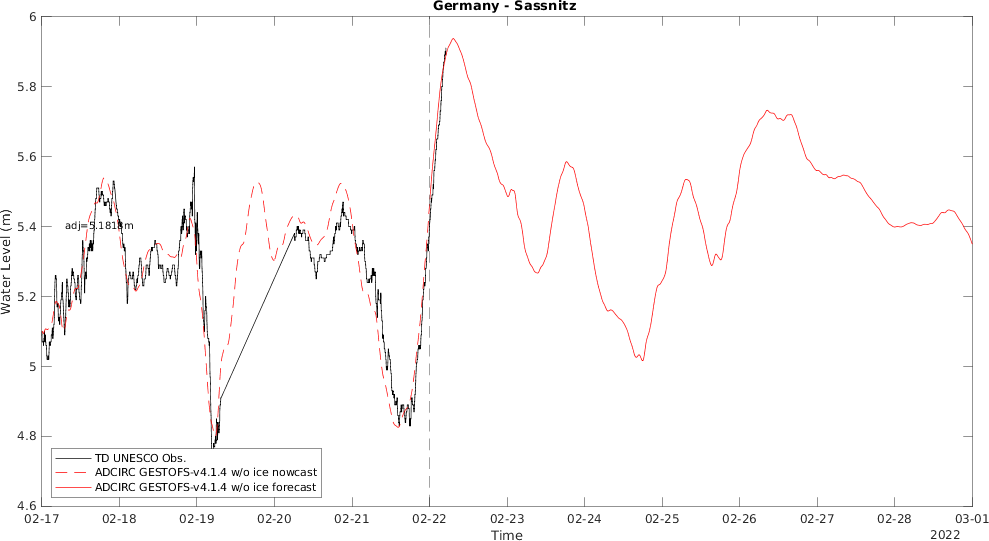 Germany - Sassnitz
6
5.8
5.6
5.4
5.2
5
4.8
4.6
Water Level (m)
adj=5.1818m
TD UNESCO Obs.
ADCIRC GESTOFS-v4.1.4 w/o ice nowcast
ADCIRC GESTOFS-v4.1.4 w/o ice forecast
02-17 02-18 02-19 02-20 02-21 02-22 02-23 02-24 02-25 02-26 02-27 02-28 03-01
Time
2022